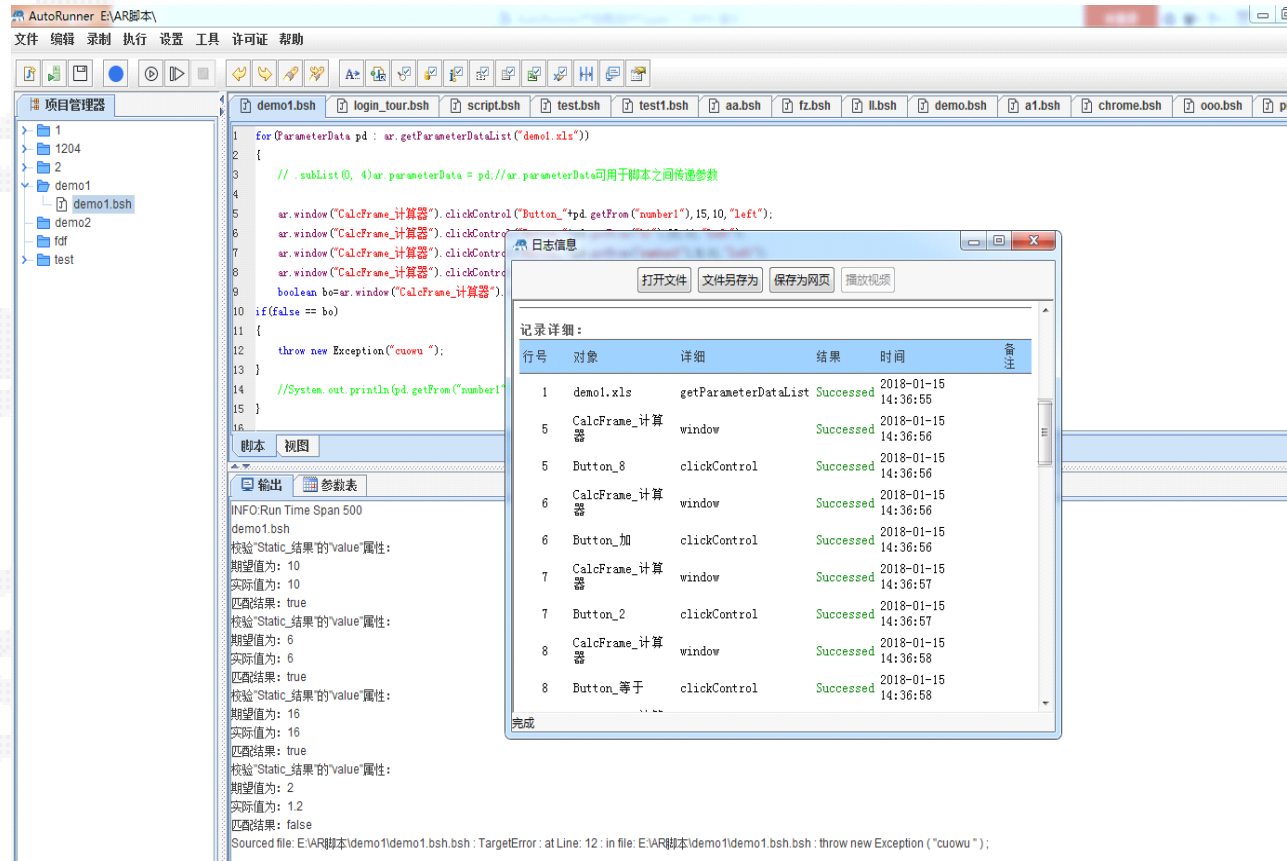 AutoRunner E:\AR脚本\
文件 编辑 录制 执行 设置 工具 许可证 帮助
项目管理器
1
1204
2
demo1
demo1.bsh
demo2
fdf
test
demo1.bsh login_tour.bsh script.bsh test.bsh test1.bsh aa.bsh fz.bsh ll.bsh demo.bsh a1.bsh chrome.bsh ooo.bsh
1 for(ParameterData pd : ar.getParameterDataList("demo1.xls"))
2 {
3 // .subList(0, 4)ar.parameterData = pd;//ar.parameterData可用于脚本之间传递参数
4
5 ar.window("CalcFrame_计算器").clickControl("Button_"+pd.getFrom("number1"),15,10,"left");
6 ar.window("CalcFrame_计算器").clickContro
7 ar.window("CalcFrame_计算器").clickContro
8 ar.window("CalcFrame_计算器").clickContro
9 boolean bo=ar.window("CalcFrame_计算器").
10 if(false == bo)
11 {
12 throw new Exception("cuowu ");
13 }
14 //System.out.println(pd.getFrom("number1"
15 }
16
脚本 视图
输出 参数表
INFO:Run Time Span 500
demo1.bsh
校验"Static_结果"的"value"属性：
期望值为：10
实际值为：10
匹配结果：true
校验"Static_结果"的"value"属性：
期望值为：6
实际值为：6
匹配结果：true
校验"Static_结果"的"value"属性：
期望值为：16
实际值为：16
匹配结果：true
校验"Static_结果"的"value"属性：
期望值为：2
实际值为：1.2
匹配结果：false
Sourced file: E:\AR脚本\demo1\demo1.bsh.bsh : TargetError : at Line: 12 : in file: E:\AR脚本\demo1\demo1.bsh.bsh : throw new Exception ( "cuowu " ) ;
日志信息
打开文件 文件另存为 保存为网页 播放视频
记录详细：
行号 对象 详细 结果 时间 备注
1 demo1.xls getParameterDataList Successed 2018-01-15 14:36:55
5 CalcFrame_计算器 window Successed 2018-01-15 14:36:56
5 Button_8 clickControl Successed 2018-01-15 14:36:56
6 CalcFrame_计算器 window Successed 2018-01-15 14:36:56
6 Button_加 clickControl Successed 2018-01-15 14:36:56
7 CalcFrame_计算器 window Successed 2018-01-15 14:36:57
7 Button_2 clickControl Successed 2018-01-15 14:36:57
8 CalcFrame_计算器 window Successed 2018-01-15 14:36:58
8 Button_等于 clickControl Successed 2018-01-15 14:36:58
完成